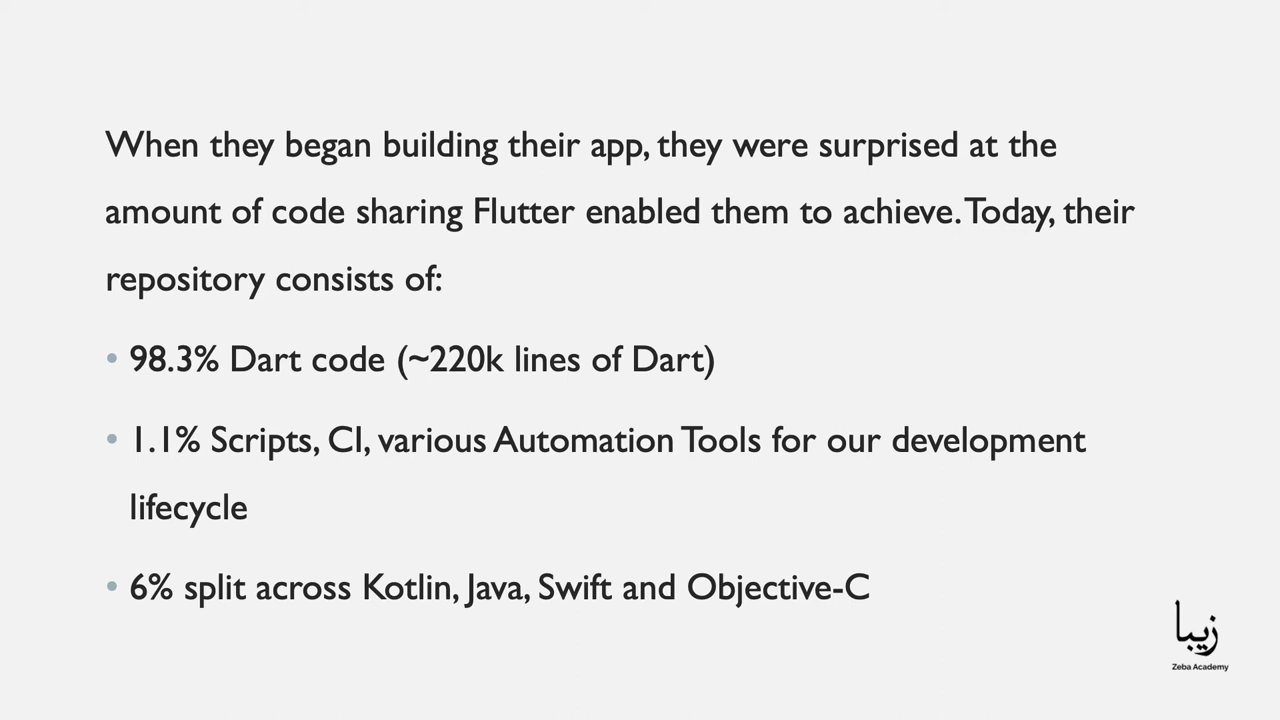 When they began building their app, they were surprised at the
amount of code sharing Flutter enabled them to achieve. Today, their
repository consists of:
• 98.3% Dart code (~220k lines of Dart)
• 1.1% Scripts, CI, various Automation Tools for our development
lifecycle
• 6% split across Kotlin, Java, Swift and Objective-C
زيبا
Zeba Academy